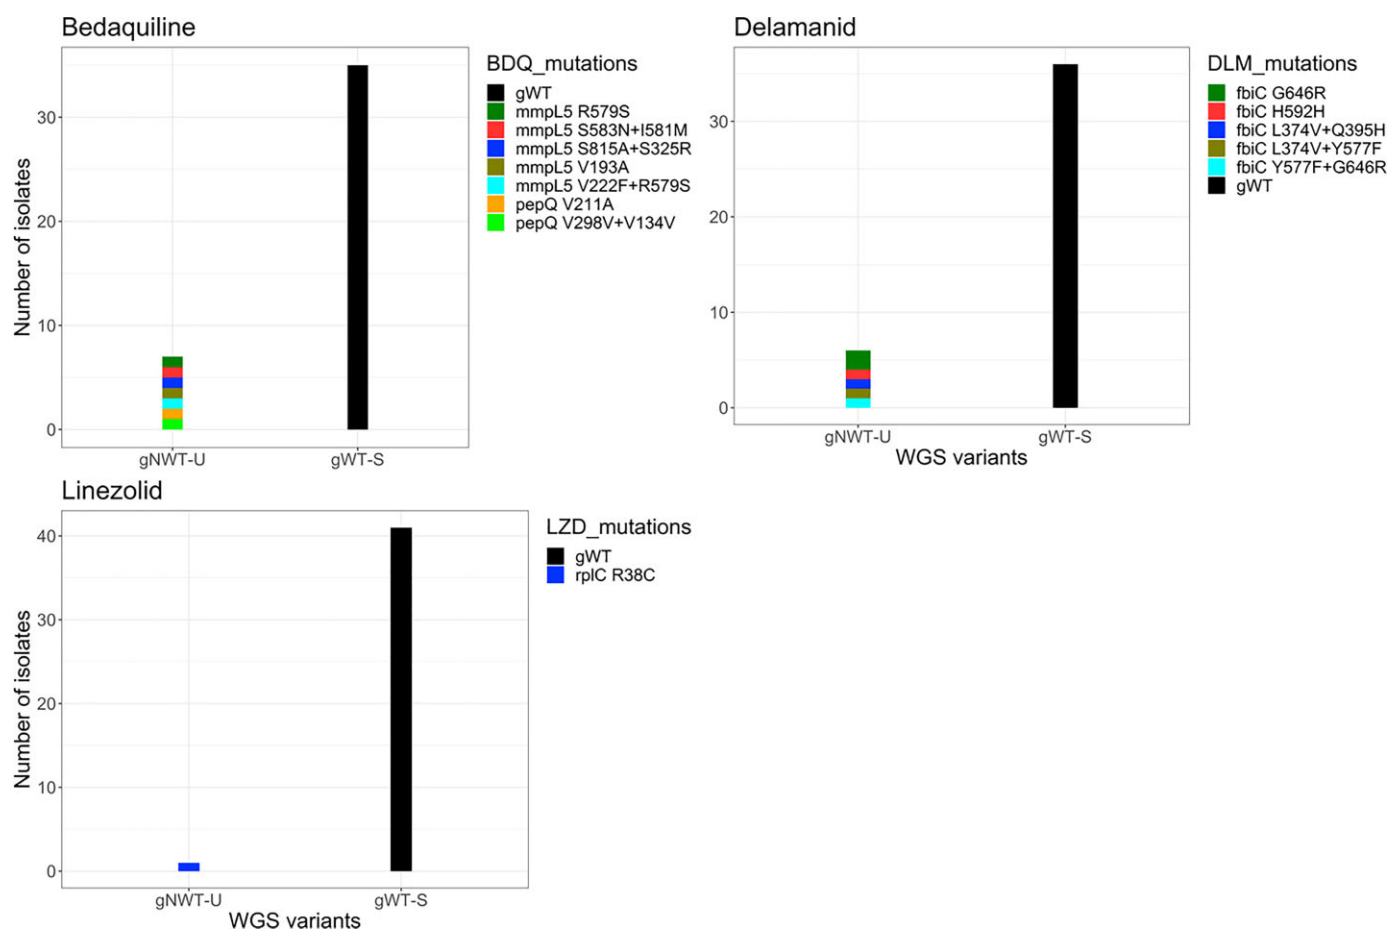 Bedaquiline
Number of isolates
30
20
10
0
gNWT-U
gWT-S
BDQ_mutations
gWT
mmpL5 R579S
mmpL5 S583N+I581M
mmpL5 S815A+S325R
mmpL5 V193A
mmpL5 V222F+R579S
pepQ V211A
pepQ V298V+V134V
Delamanid
30
20
10
0
gNWT-U
gWT-S
WGS variants
DLM_mutations
fbiC G646R
fbiC H592H
fbiC L374V+Q395H
fbiC L374V+Y577F
fbiC Y577F+G646R
gWT
Linezolid
Number of isolates
40
30
20
10
0
gNWT-U
gWT-S
WGS variants
LZD_mutations
gWT
rplC R38C